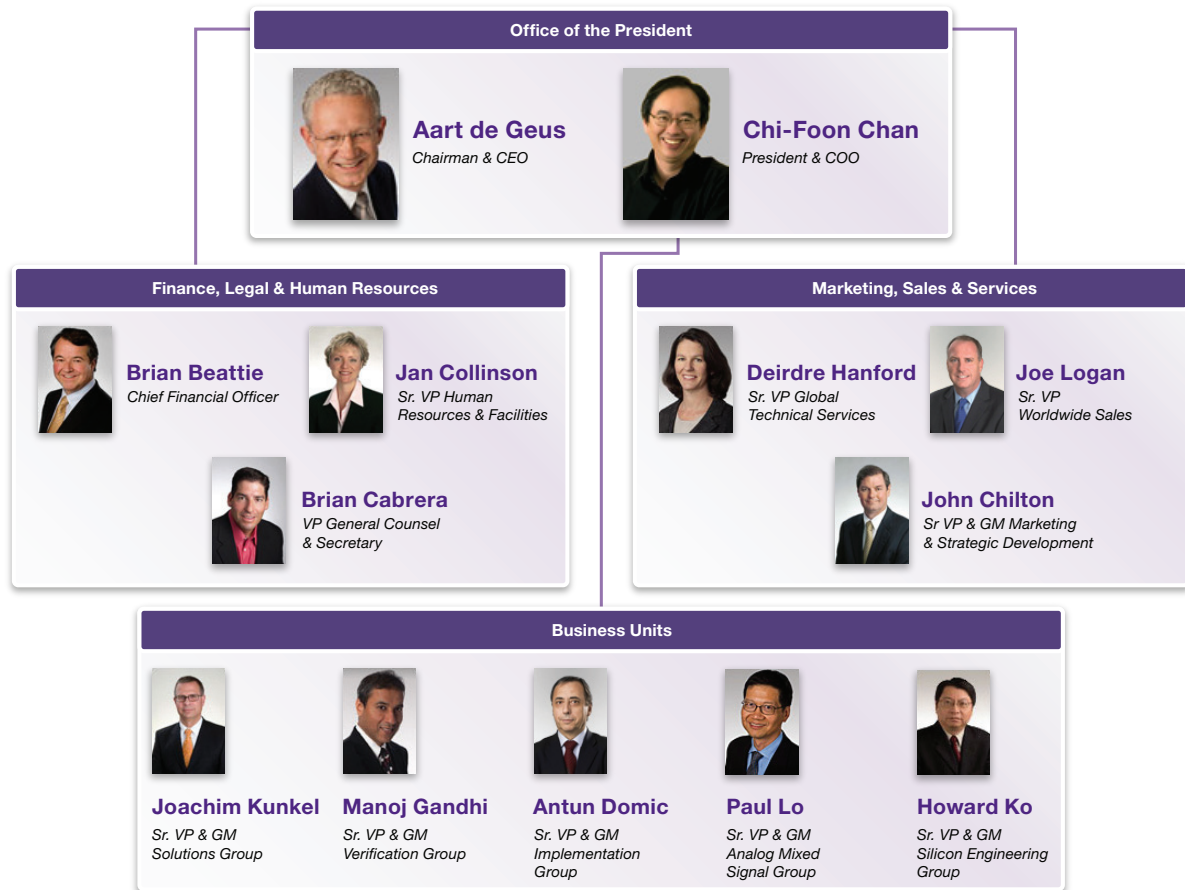 Office of the President
Aart de Geus
Chairman & CEO
Chi-Foon Chan
President & COO
Finance, Legal & Human Resources
Brian Beattie
Chief Financial Officer
Jan Collinson
Sr. VP Human
Resources & Facilities
Brian Cabrera
VP General Counsel
& Secretary
Marketing, Sales & Services
Deirdre Hanford
Sr. VP Global
Technical Services
Joe Logan
Sr. VP
Worldwide Sales
John Chilton
Sr VP & GM Marketing
& Strategic Development
Business Units
Joachim Kunkel
Sr. VP & GM
Solutions Group
Manoj Gandhi
Sr. VP & GM
Verification Group
Antun Domic
Sr. VP & GM
Implementation
Group
Paul Lo
Sr. VP & GM
Analog Mixed
Signal Group
Howard Ko
Sr. VP & GM
Silicon Engineering
Group